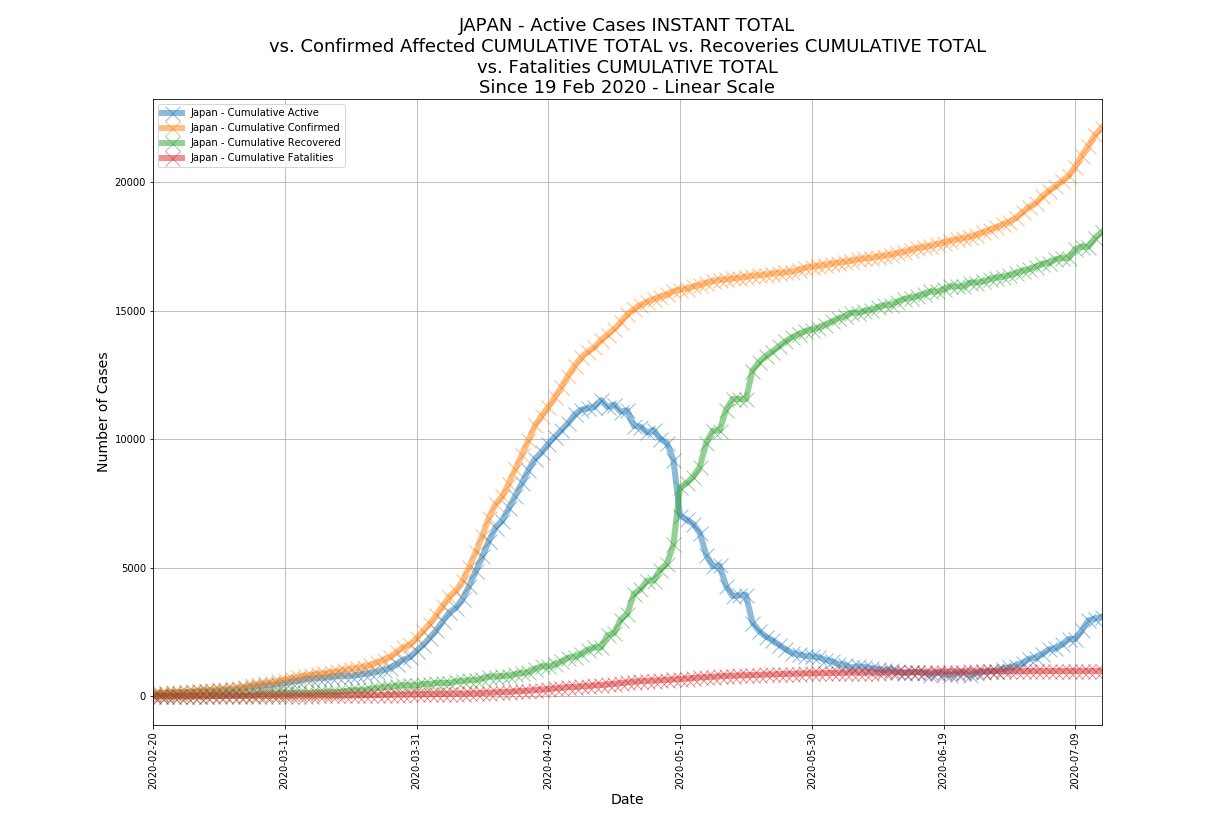 JAPAN - Active Cases INSTANT TOTAL
vs. Confirmed Affected CUMULATIVE TOTAL vs. Recoveries CUMULATIVE TOTAL
vs. Fatalities CUMULATIVE TOTAL
Since 19 Feb 2020 - Linear Scale
Japan - Cumulative Active
Japan - Cumulative Confirmed
Japan - Cumulative Recovered
Japan - Cumulative Fatalities
Number of Cases
20000
15000
10000
5000
0
2020-02-20
2020-03-11
2020-03-31
2020-04-20
2020-05-10
2020-05-30
2020-06-19
2020-07-09
Date